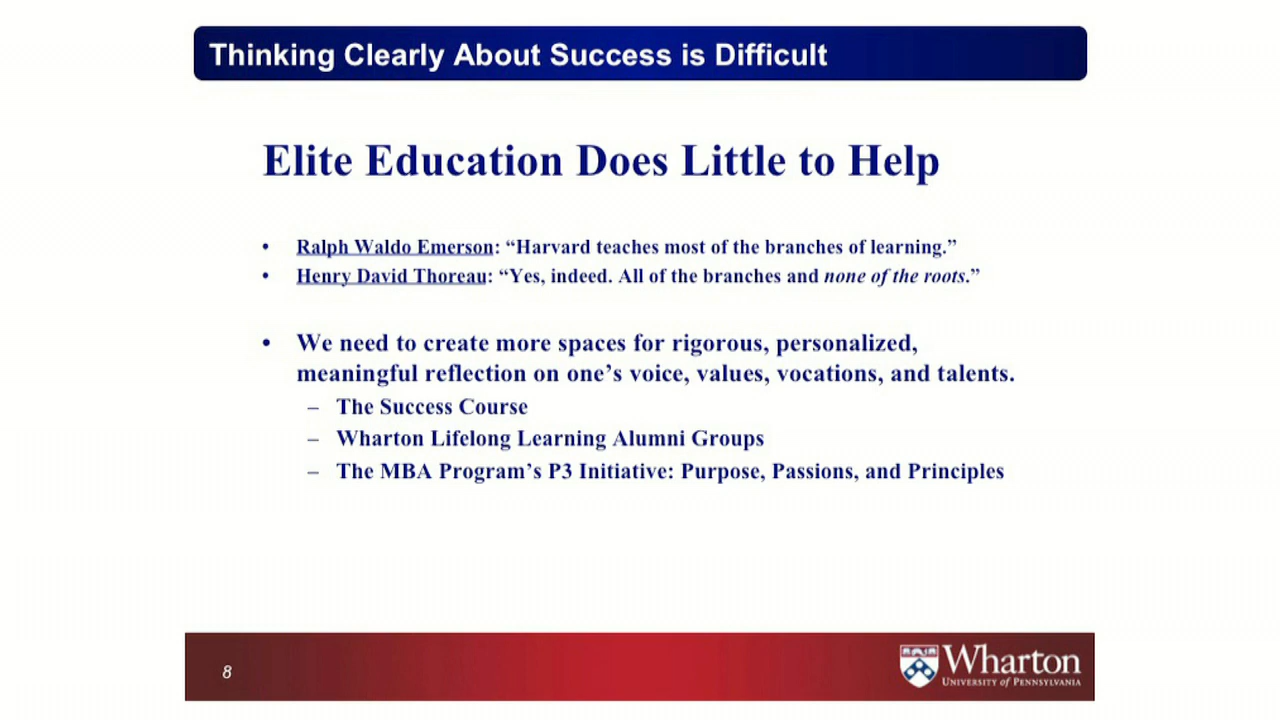 Thinking Clearly About Success is Difficult
Elite Education Does Little to Help
• Ralph Waldo Emerson: “Harvard teaches most of the branches of learning.”
• Henry David Thoreau: “Yes, indeed. All of the branches and none of the roots.”
• We need to create more spaces for rigorous, personalized,
meaningful reflection on one’s voice, values, vocations, and talents.
– The Success Course
– Wharton Lifelong Learning Alumni Groups
– The MBA Program’s P3 Initiative: Purpose, Passions, and Principles
8
Wharton
UNIVERSITY of PENNSYLVANIA